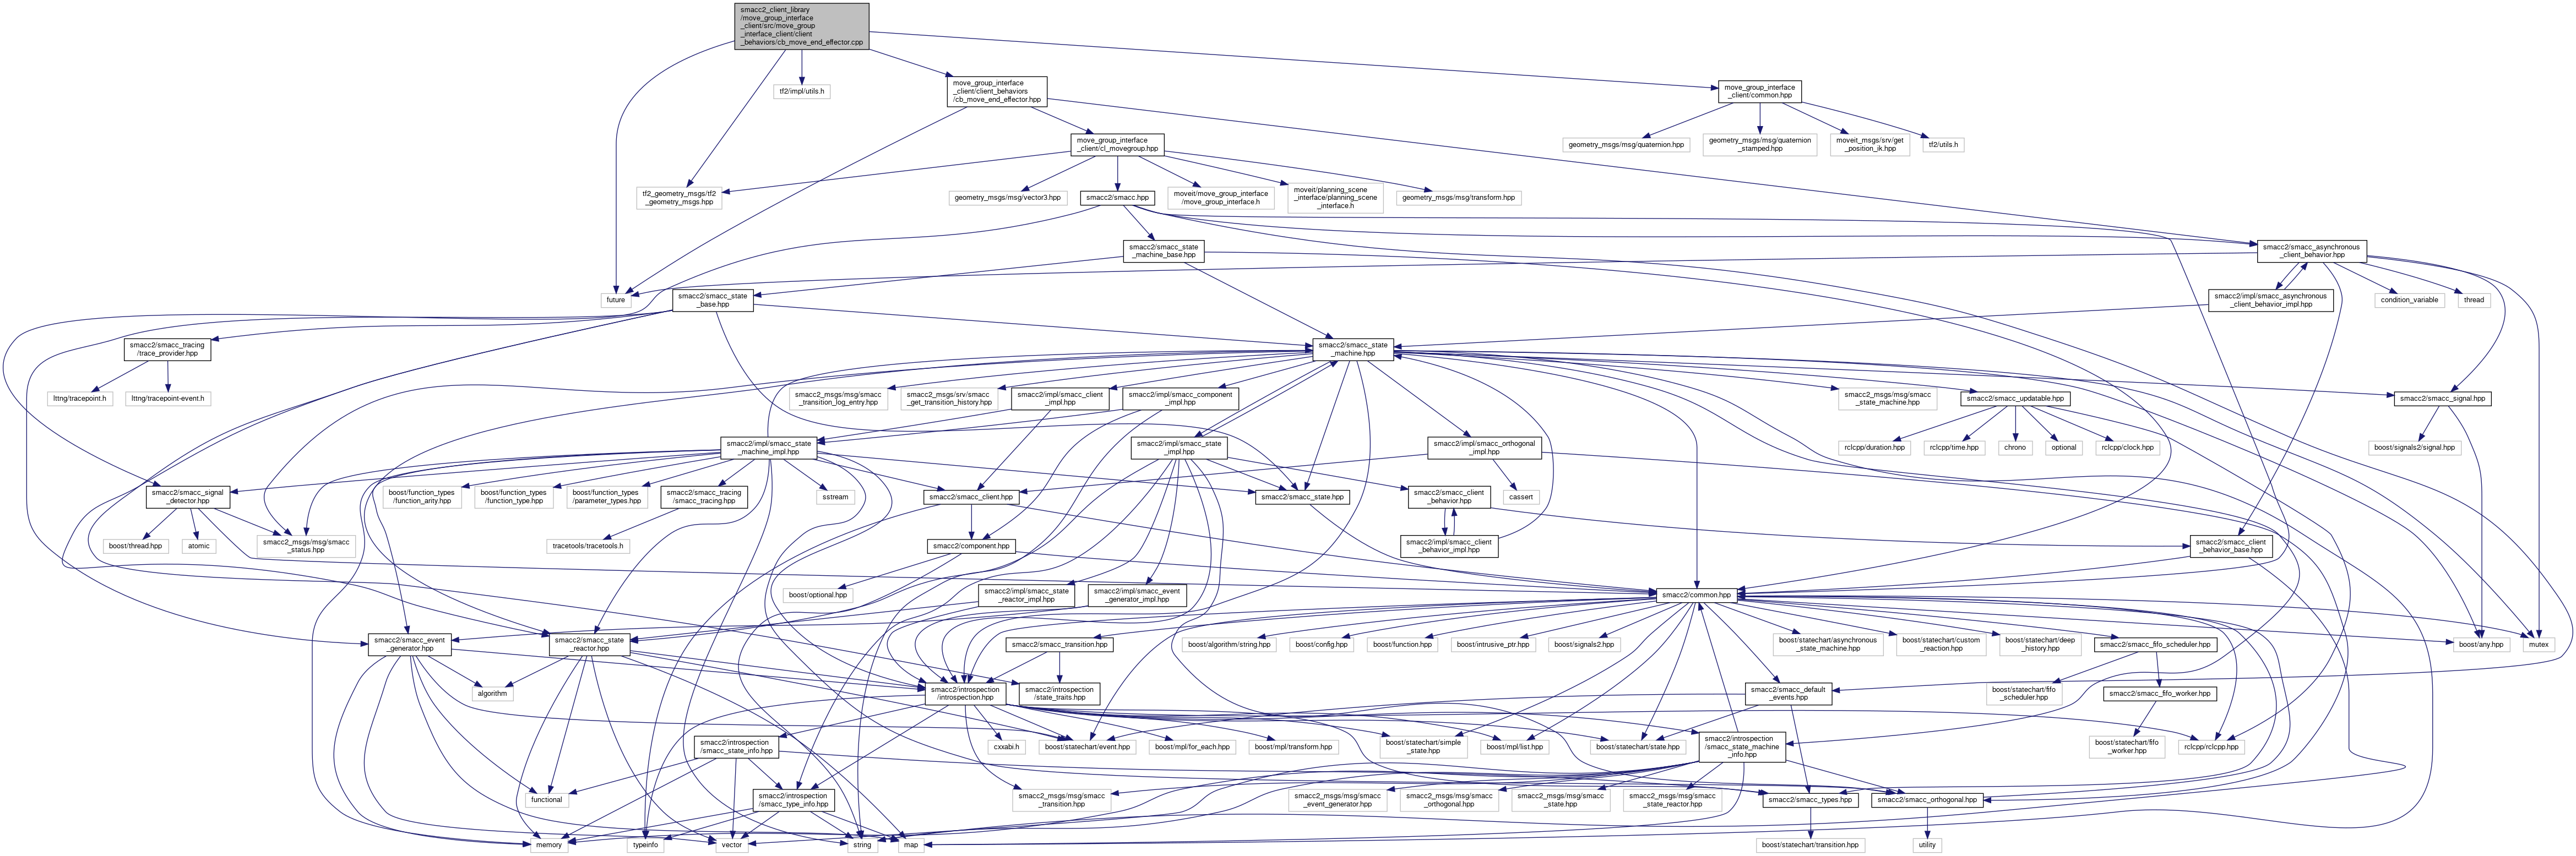 smacc2_client_library
/move_group_interface
_client/src/move_group
_interface_client/client
_behaviors/cb_move_end_effector.cpp
tf2/impl/utils.h
move_group_interface
_client/client_behaviors
/cb_move_end_effector.hpp
move_group_interface
_client/common.hpp
move_group_interface
_client/cl_movegroup.hpp
geometry_msgs/msg/quaternion.hpp
geometry_msgs/msg/quaternion
_stamped.hpp
moveit_msgs/srv/get
_position_ik.hpp
tf2/utils.h
tf2_geometry_msgs/tf2
_geometry_msgs.hpp
geometry_msgs/msg/vector3.hpp
smacc2/smacc.hpp
moveit/move_group_interface
/move_group_interface.h
moveit/planning_scene
_interface/planning_scene
_interface.h
geometry_msgs/msg/transform.hpp
smacc2/smacc_state
_machine_base.hpp
smacc2/smacc_asynchronous
_client_behavior.hpp
future
smacc2/smacc_state
_base.hpp
smacc2/impl/smacc_asynchronous
_client_behavior_impl.hpp
condition_variable
thread
smacc2/smacc_tracing
/trace_provider.hpp
smacc2/smacc_state
_machine.hpp
lttng/tracepoint.h
lttng/tracepoint-event.h
smacc2_msgs/msg/smacc
_transition_log_entry.hpp
smacc2_msgs/srv/smacc
_get_transition_history.hpp
smacc2/impl/smacc_client
_impl.hpp
smacc2/impl/smacc_component
_impl.hpp
smacc2_msgs/msg/smacc
_state_machine.hpp
smacc2/smacc_updatable.hpp
smacc2/smacc_signal.hpp
smacc2/impl/smacc_state
_machine_impl.hpp
smacc2/impl/smacc_state
_impl.hpp
smacc2/impl/smacc_orthogonal
_impl.hpp
rclcpp/duration.hpp
rclcpp/time.hpp
chrono
optional
rclcpp/clock.hpp
boost/signals2/signal.hpp
smacc2/smacc_signal
_detector.hpp
boost/function_types
/function_arity.hpp
boost/function_types
/function_type.hpp
boost/function_types
/parameter_types.hpp
smacc2/smacc_tracing
/smacc_tracing.hpp
sstream
smacc2/smacc_client.hpp
smacc2/smacc_state.hpp
smacc2/smacc_client
_behavior.hpp
cassert
boost/thread.hpp
atomic
smacc2_msgs/msg/smacc
_status.hpp
tracetools/tracetools.h
smacc2/component.hpp
smacc2/impl/smacc_client
_behavior_impl.hpp
smacc2/smacc_client
_behavior_base.hpp
boost/optional.hpp
smacc2/impl/smacc_state
_reactor_impl.hpp
smacc2/impl/smacc_event
_generator_impl.hpp
smacc2/common.hpp
smacc2/smacc_event
_generator.hpp
smacc2/smacc_state
_reactor.hpp
smacc2/smacc_transition.hpp
boost/algorithm/string.hpp
boost/config.hpp
boost/function.hpp
boost/intrusive_ptr.hpp
boost/signals2.hpp
boost/statechart/asynchronous
_state_machine.hpp
boost/statechart/custom
_reaction.hpp
boost/statechart/deep
_history.hpp
smacc2/smacc_fifo_scheduler.hpp
boost/any.hpp
mutex
algorithm
smacc2/introspection
/introspection.hpp
smacc2/introspection
/state_traits.hpp
smacc2/smacc_default
_events.hpp
boost/statechart/fifo
_scheduler.hpp
smacc2/smacc_fifo_worker.hpp
smacc2/introspection
/smacc_state_info.hpp
cxxabi.h
boost/statechart/event.hpp
boost/mpl/for_each.hpp
boost/mpl/transform.hpp
boost/statechart/simple
_state.hpp
boost/mpl/list.hpp
boost/statechart/state.hpp
smacc2/introspection
/smacc_state_machine
_info.hpp
boost/statechart/fifo
_worker.hpp
rclcpp/rclcpp.hpp
functional
smacc2/introspection
/smacc_type_info.hpp
smacc2_msgs/msg/smacc
_transition.hpp
smacc2_msgs/msg/smacc
_event_generator.hpp
smacc2_msgs/msg/smacc
_orthogonal.hpp
smacc2_msgs/msg/smacc
_state.hpp
smacc2_msgs/msg/smacc
_state_reactor.hpp
smacc2/smacc_types.hpp
smacc2/smacc_orthogonal.hpp
memory
typeinfo
vector
string
map
boost/statechart/transition.hpp
utility